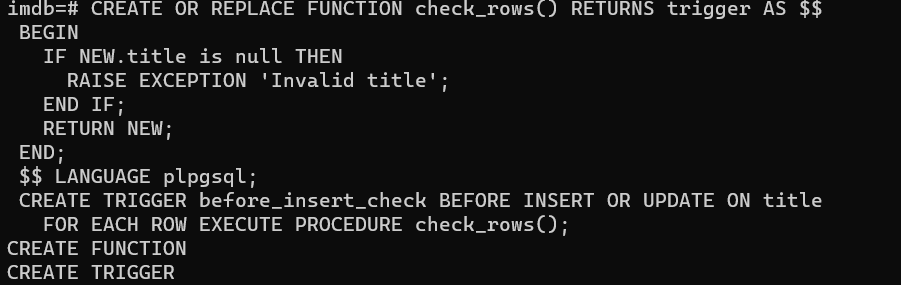 imdb=# CREATE OR REPLACE FUNCTION check_rows() RETURNS trigger AS $$
BEGIN
IF NEW.title is null THEN
RAISE EXCEPTION 'Invalid title';
END IF;
RETURN NEW;
END;
$$ LANGUAGE plpgsql;
CREATE TRIGGER before_insert_check BEFORE INSERT OR UPDATE ON title
FOR EACH ROW EXECUTE PROCEDURE check_rows();
CREATE FUNCTION
CREATE TRIGGER